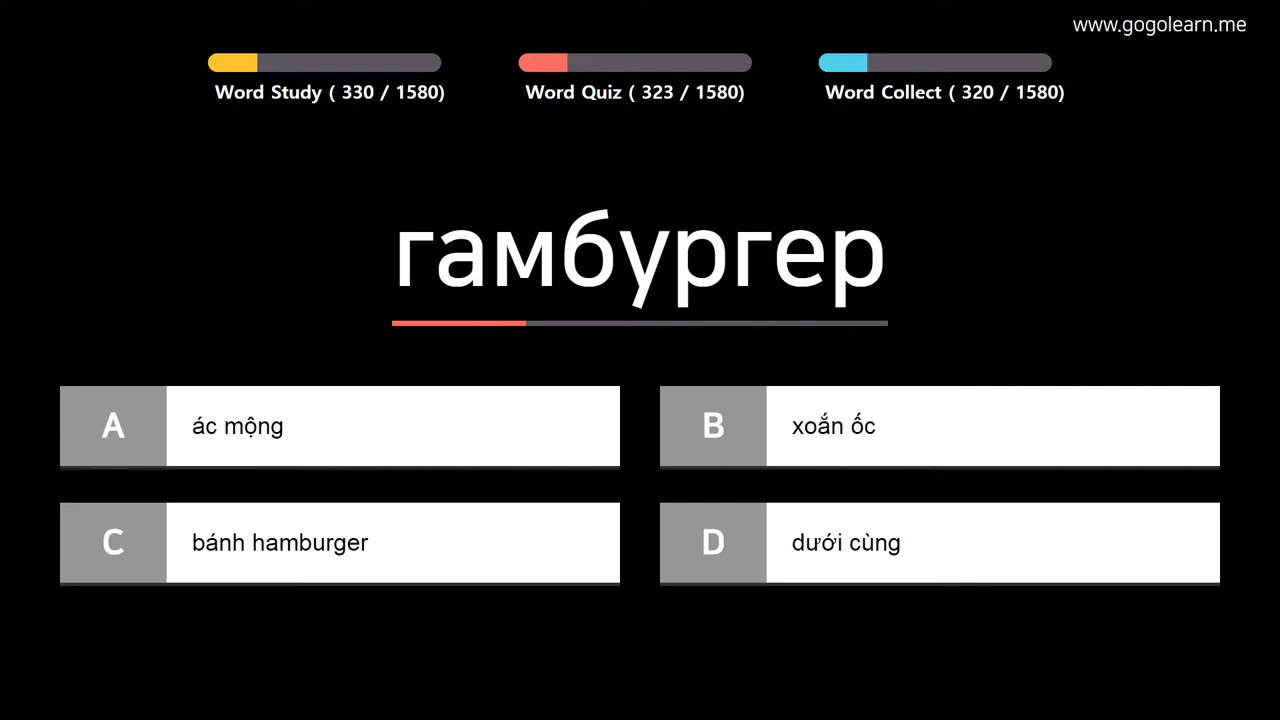 www.gogolearn.me
Word Study ( 330 / 1580)
Word Quiz ( 323 / 1580)
Word Collect ( 320 / 1580)
гамбургер
A
ác mộng
B
xoắn ốc
C
bánh hamburger
D
dưới cùng